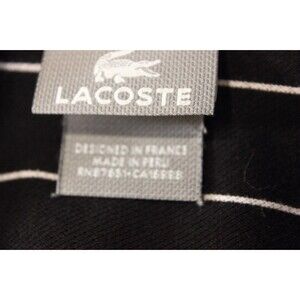 LACOSTE
DESIGNED IN FRANCE
MADE IN PERU